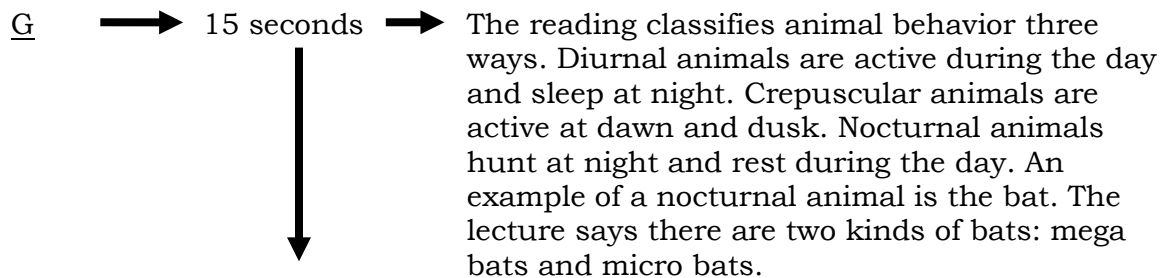 G 15 seconds The reading classifies animal behavior three
ways. Diurnal animals are active during the day
and sleep at night. Crepuscular animals are
active at dawn and dusk. Nocturnal animals
hunt at night and rest during the day. An
example of a nocturnal animal is the bat. The
lecture says there are two kinds of bats: mega
bats and micro bats.